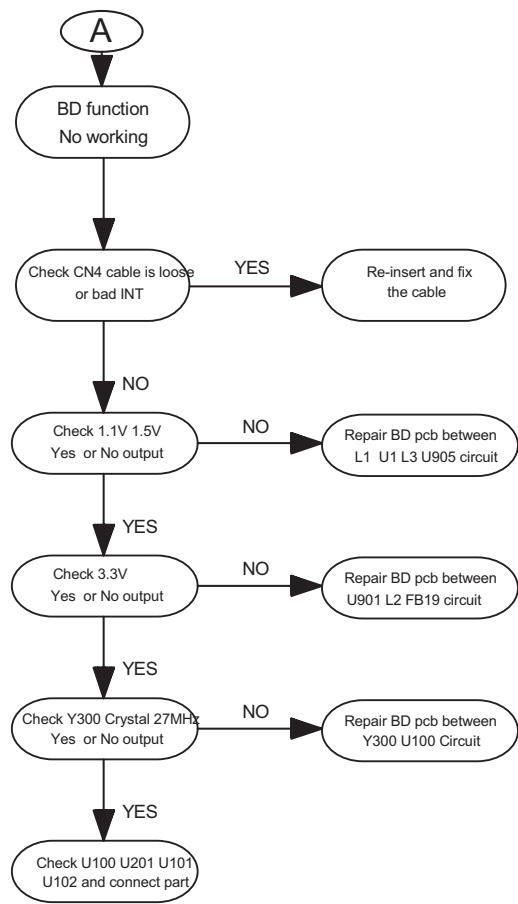 A
BD function
No working
Check CN4 cable is loose
or bad INT
YES
Re-insert and fix
the cable
NO
Check 1.1V 1.5V
Yes or No output
NO
Repair BD pcb between
L1 U1 L3 U905 circuit
YES
Check 3.3V
Yes or No output
NO
Repair BD pcb between
U901 L2 FB19 circuit
YES
Check Y300 Crystal 27MHz
Yes or No output
NO
Repair BD pcb between
Y300 U100 Circuit
YES
Check U100 U201 U101
U102 and connect part